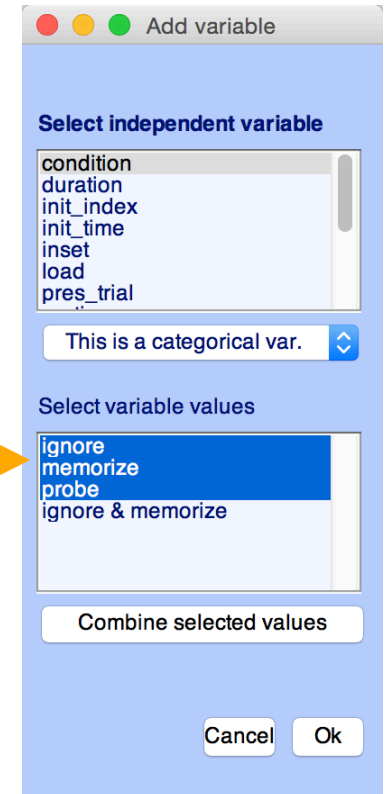 Add variable
Select independent variable
condition
duration
init_index
init_time
inset
load
pres_trial
This is a categorical var.
Select variable values
ignore
memorize
probe
ignore & memorize
Combine selected values
Cancel
Ok